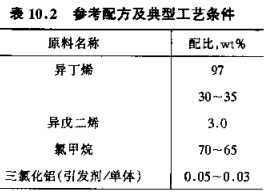 表 10.2 参考配方及典型工艺条件
原料名称 配比,wt%
异丁烯 97
30~35
异戊二烯 3.0
氯甲烷 70~65
三氯化铝(引发剂/单体) 0.05~0.03